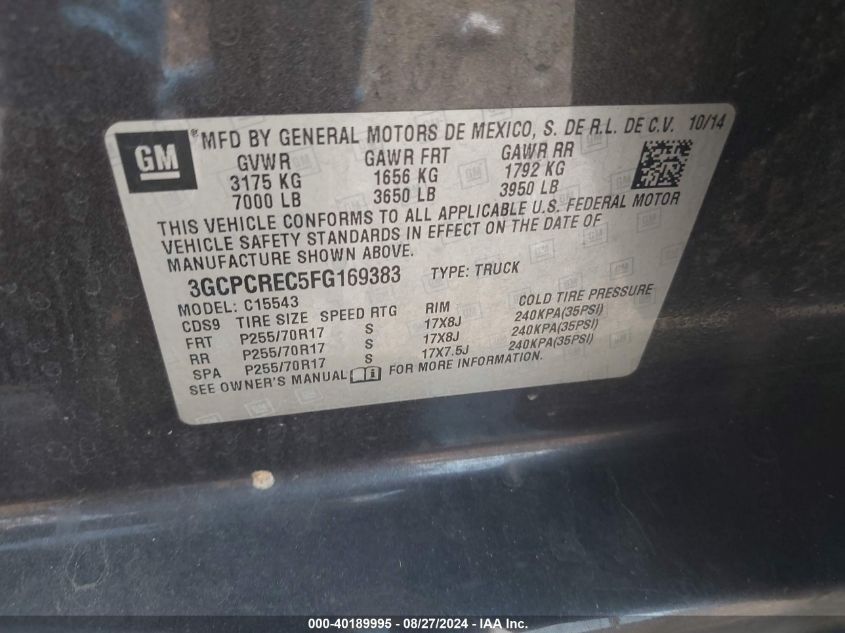 GM ® MFD BY GENERAL MOTORS DE MEXICO, S. DE R.L. DE C.V. 10/14
GVWR GAWR FRT GAWR RR
3175 KG 1656 KG 1792 KG
7000 LB 3650 LB 3950 LB
THIS VEHICLE CONFORMS TO ALL APPLICABLE U.S. FEDERAL MOTOR
VEHICLE SAFETY STANDARDS IN EFFECT ON THE DATE OF
MANUFACTURE SHOWN ABOVE.
3GCPCREC5FG169383 TYPE: TRUCK
MODEL: C15543
CDS9 TIRE SIZE SPEED RTG RIM COLD TIRE PRESSURE
FRT P255/70R17 S 17X8J 240KPA(35PSI)
RR P255/70R17 S 17X8J 240KPA(35PSI)
SPA P255/70R17 S 17X7.5J 240KPA(35PSI)
SEE OWNER'S MANUAL FOR MORE INFORMATION.
000-40189995 - 08/27/2024 - IAA Inc.